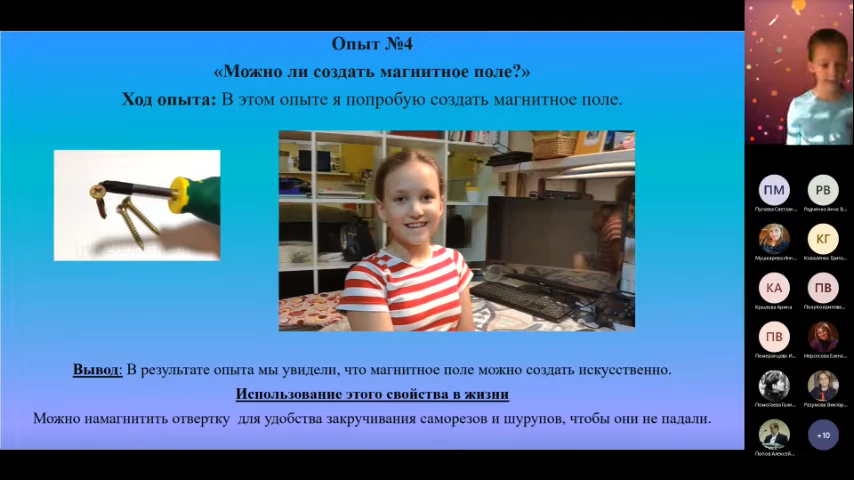 Опыт №4
«Можно ли создать магнитное поле?»
Ход опыта: В этом опыте я попробую создать магнитное поле.
Вывод: В результате опыта мы увидели, что магнитное поле можно создать искусственно.
Использование этого свойства в жизни
Можно намагнитить отвертку для удобства закручивания саморезов и шурупов, чтобы они не падали.
ПМ
РВ
КГ
КА
ПВ
ПВ
+10